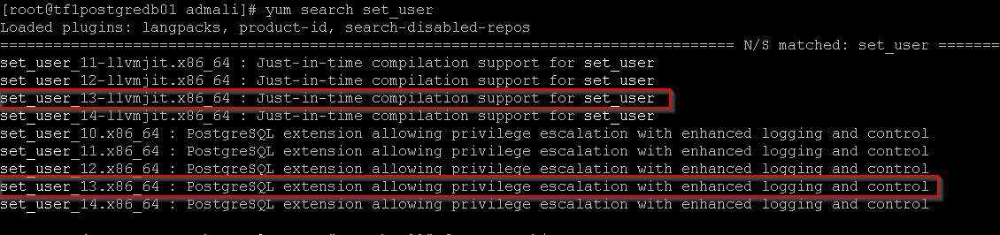 [root@tf1postgredb01 admali]# yum search set_user
Loaded plugins: langpacks, product-id, search-disabled-repos
================================================================================ N/S matched: set_user =======
set_user_11-llvmjit.x86_64 : Just-in-time compilation support for set_user
set_user_12-llvmjit.x86_64 : Just-in-time compilation support for set_user
set_user_13-llvmjit.x86_64 : Just-in-time compilation support for set_user
set_user_14-llvmjit.x86_64 : Just-in-time compilation support for set_user
set_user_10.x86_64 : PostgreSQL extension allowing privilege escalation with enhanced logging and control
set_user_11.x86_64 : PostgreSQL extension allowing privilege escalation with enhanced logging and control
set_user_12.x86_64 : PostgreSQL extension allowing privilege escalation with enhanced logging and control
set_user_13.x86_64 : PostgreSQL extension allowing privilege escalation with enhanced logging and control
set_user_14.x86_64 : PostgreSQL extension allowing privilege escalation with enhanced logging and control